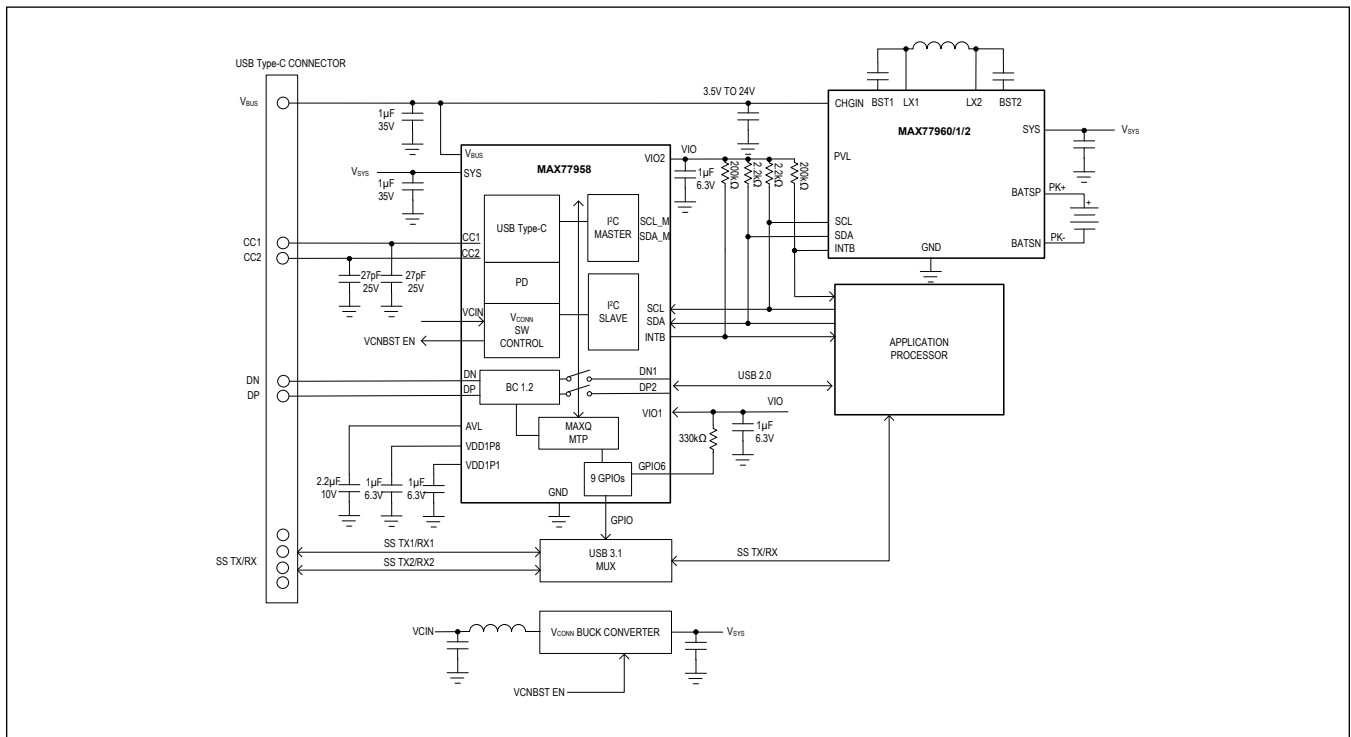 USB Type-C CONNECTOR
VBUS
1µF
35V
3.5V TO 24V
CHGIN
BST1
LX1
LX2
BST2
MAX77960/1/2
SYS
VSYS
PVL
BATSP
PK+
+
BATSN
PK-
SCL
SDA
INTB
GND
VBUS
MAX77958
VIO2
VIO
1µF
6.3V
200kΩ
2.2kΩ
2.2kΩ
200kΩ
VSYS
SYS
1µF
35V
USB Type-C
I²C
MASTER
SCL_M
SDA_M
CC1
CC2
CC1
CC2
27pF
25V
27pF
25V
PD
VCIN
VCNBST EN
VCONN
SW
CONTROL
I²C
SLAVE
SCL
SDA
INTB
APPLICATION
PROCESSOR
DN
DP
DN
DP
BC 1.2
DN1
DP2
USB 2.0
VIO1
VIO
330kΩ
1µF
6.3V
AVL
VDD1P8
VDD1P1
MAXQ
MTP
9 GPIOs
GPIO6
2.2µF
10V
1µF
6.3V
1µF
6.3V
GND
GPIO
SS TX/RX
SS TX1/RX1
SS TX2/RX2
USB 3.1
MUX
SS TX/RX
VCIN
VCONN BUCK CONVERTER
VSYS
VCNBST EN